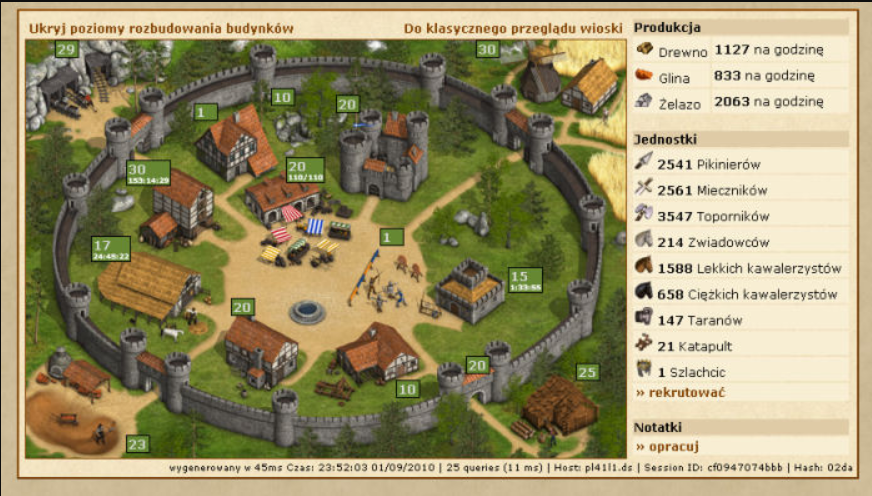 Ukryj poziomy rozbudowania budynków
Do klasycznego przeglądu wioski
29
30
1
10
20
30
153:14:29
20
110/110
17
24:48:22
1
15
1:33:55
20
20
10
25
23
Produkcja
Drewno 1127 na godzinę
Glina 833 na godzinę
Żelazo 2063 na godzinę
Jednostki
2541 Pikinierów
2561 Mieczników
3547 Toporników
214 Zwiadowców
1588 Lekkich kawalerzystów
658 Ciężkich kawalerzystów
147 Taranów
21 Katapult
1 Szlachcic
» rekrutować
Notatki
» opracuj
wygenerowany w 45ms Czas: 23:52:03 01/09/2010 | 25 queries (11 ms) | Host: pl41l1.ds | Session ID: cf0947074bbb | Hash: 02da